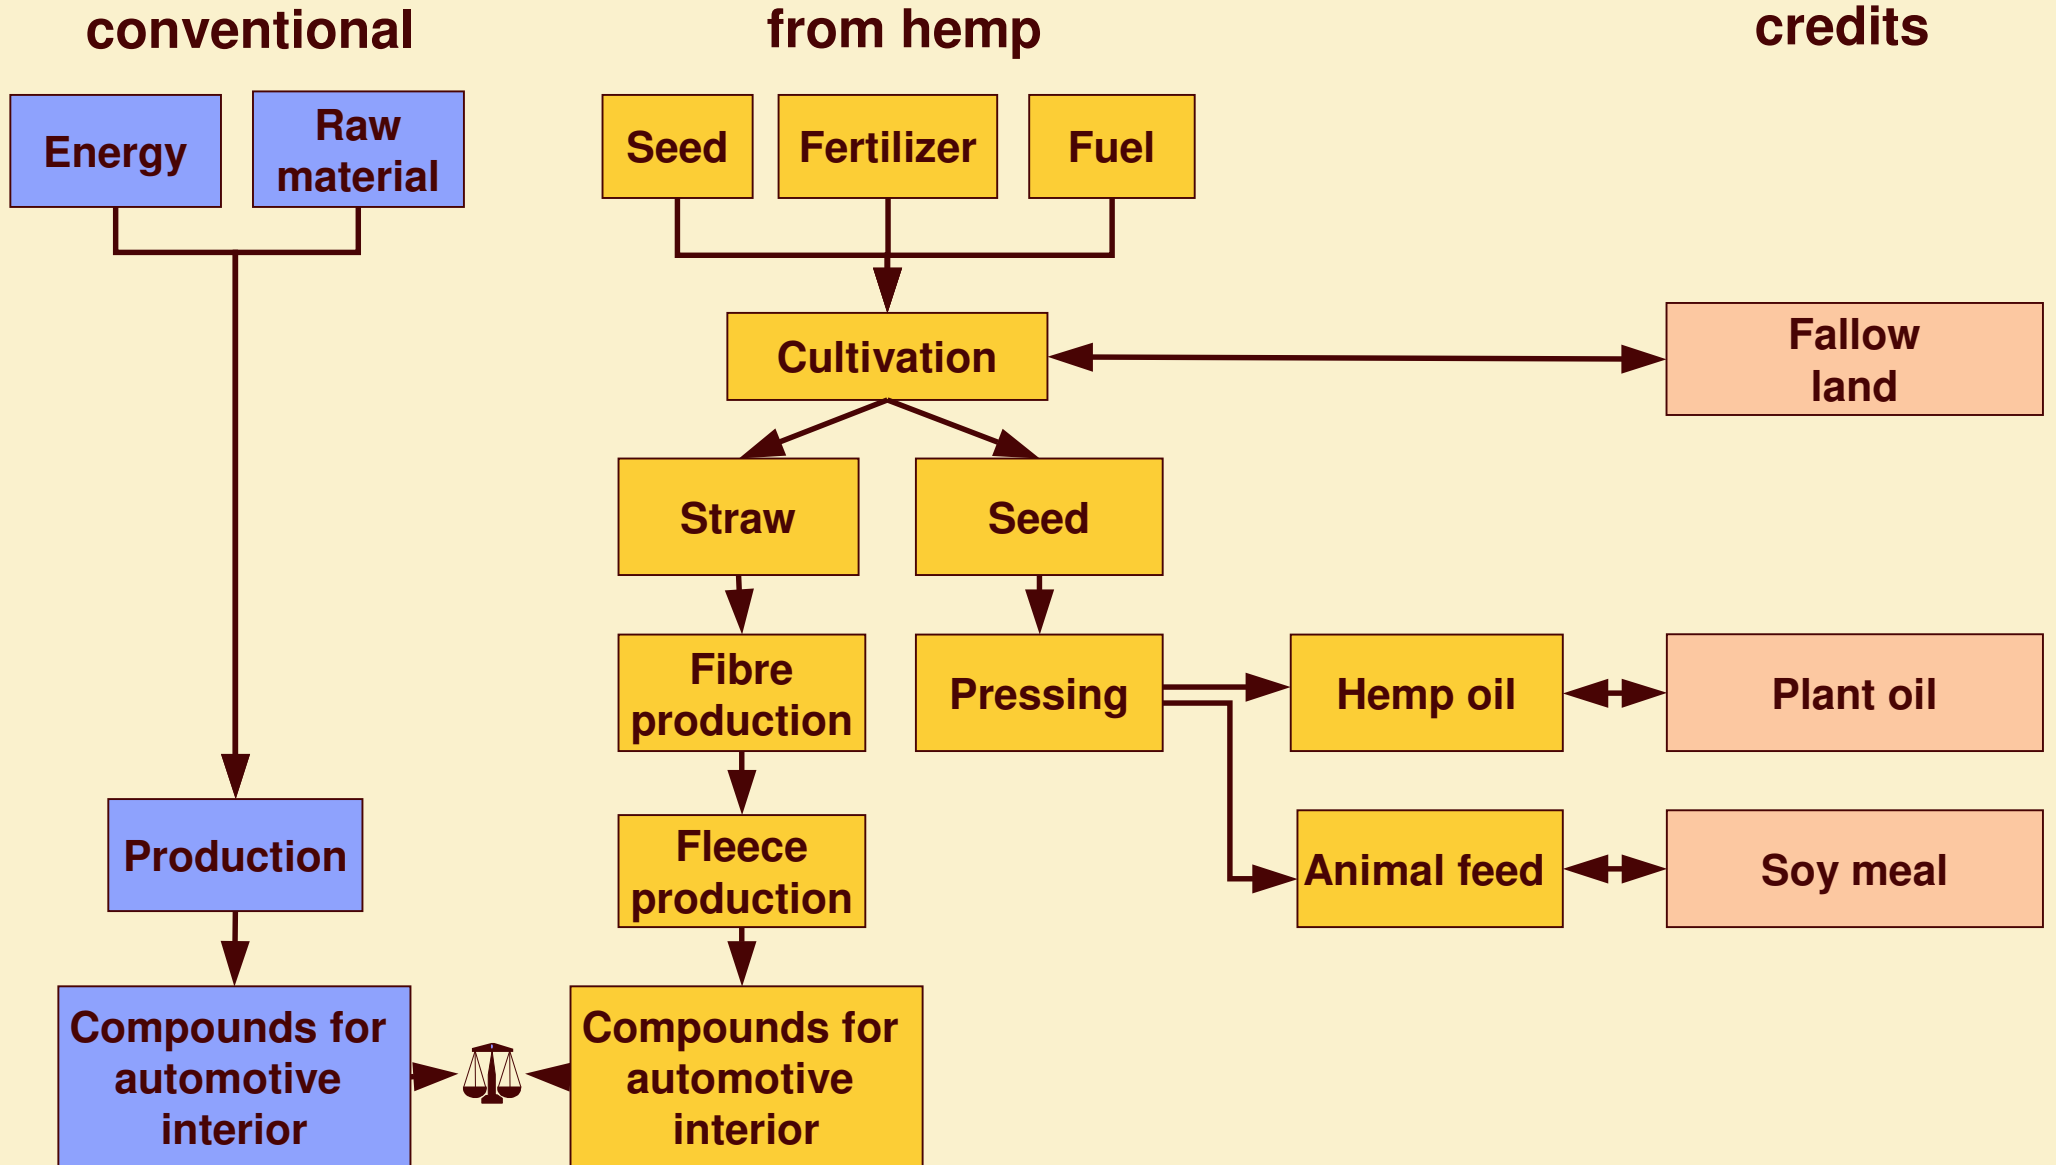 conventional
from hemp
credits
Energy
Raw
material
Seed
Fertilizer
Fuel
Cultivation
Fallow
land
Straw
Seed
Fibre
production
Pressing
Hemp oil
Plant oil
Production
Fleece
production
Animal feed
Soy meal
Compounds for
automotive
interior
Compounds for
automotive
interior